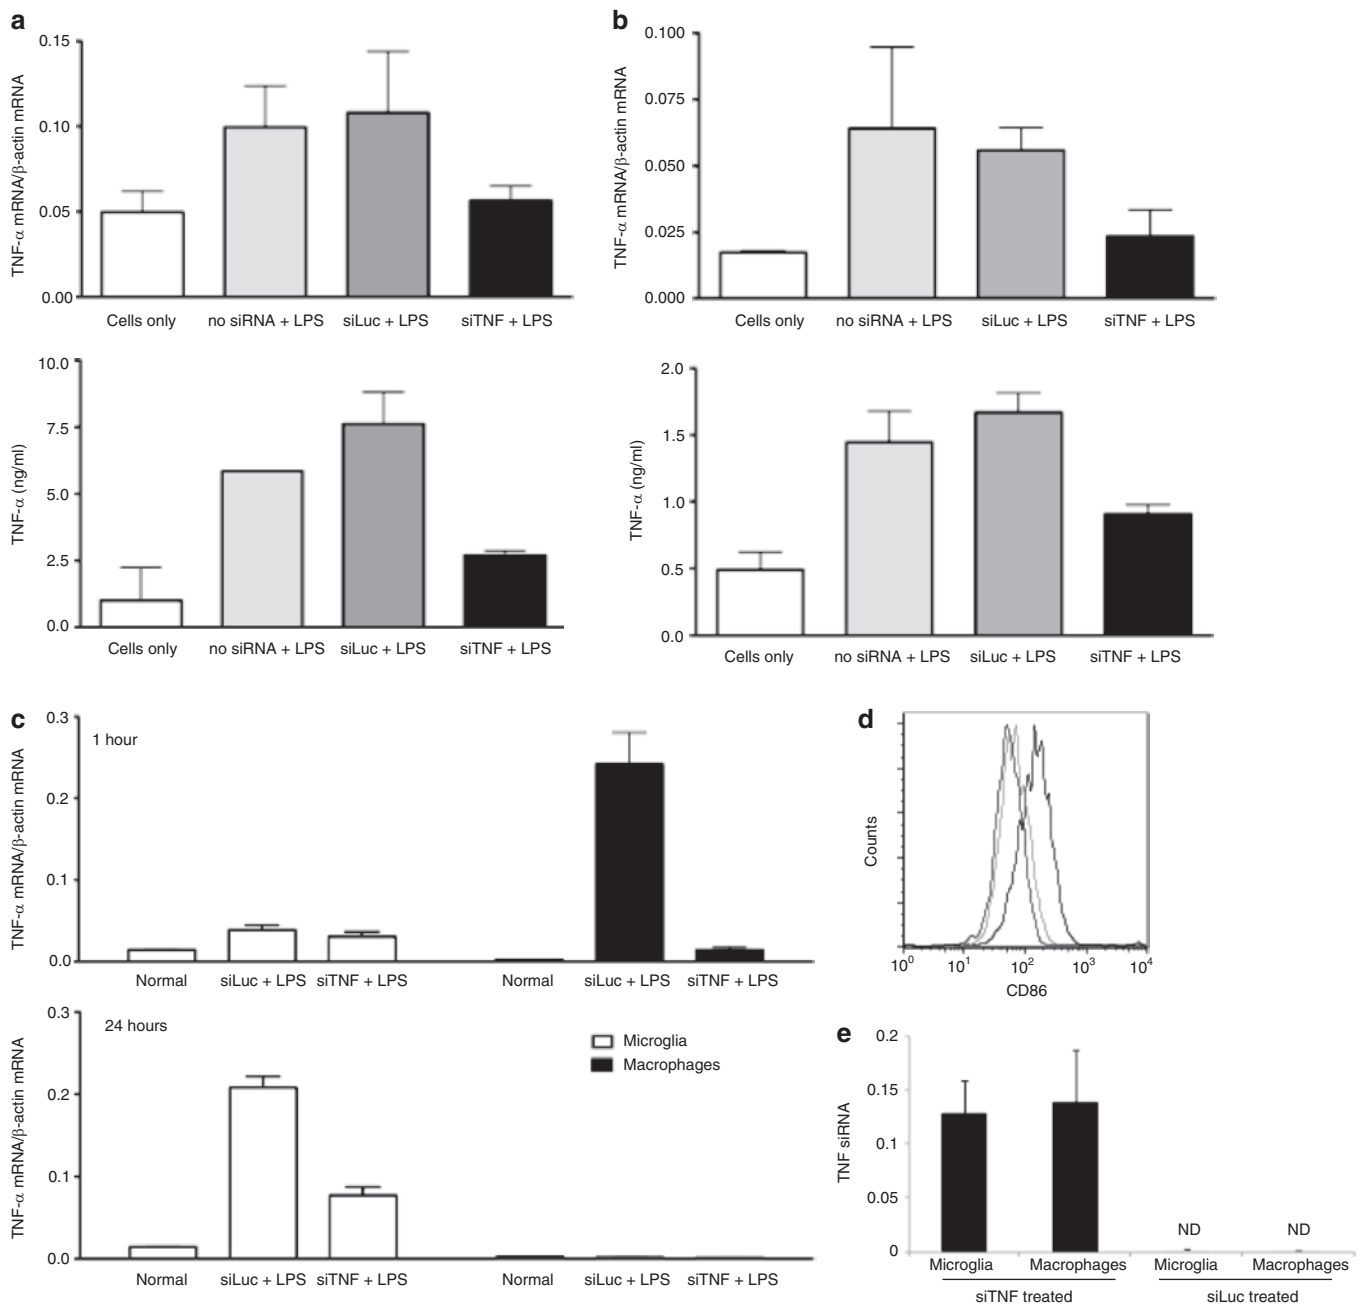 a
TNF-α mRNA/β-actin mRNA
0.15
0.10
0.05
0.00
Cells only no siRNA + LPS siLuc + LPS siTNF + LPS
TNF-α (ng/ml)
10.0
7.5
5.0
2.5
0.0
Cells only no siRNA + LPS siLuc + LPS siTNF + LPS
b
TNF-α mRNA/β-actin mRNA
0.100
0.075
0.050
0.025
0.000
Cells only no siRNA + LPS siLuc + LPS siTNF + LPS
TNF-α (ng/ml)
2.0
1.5
1.0
0.5
0.0
Cells only no siRNA + LPS siLuc + LPS siTNF + LPS
c
TNF-α mRNA/β-actin mRNA
1 hour
0.3
0.2
0.1
0.0
Normal siLuc + LPS siTNF + LPS Normal siLuc + LPS siTNF + LPS
TNF-α mRNA/β-actin mRNA
24 hours
0.3
0.2
0.1
0.0
Microglia
Macrophages
Normal siLuc + LPS siTNF + LPS Normal siLuc + LPS siTNF + LPS
d
Counts
10⁰ 10¹ 10² 10³ 10⁴
CD86
e
TNF siRNA
0.2
0.15
0.1
0.05
0
ND ND
Microglia Macrophages Microglia Macrophages
siTNF treated siLuc treated